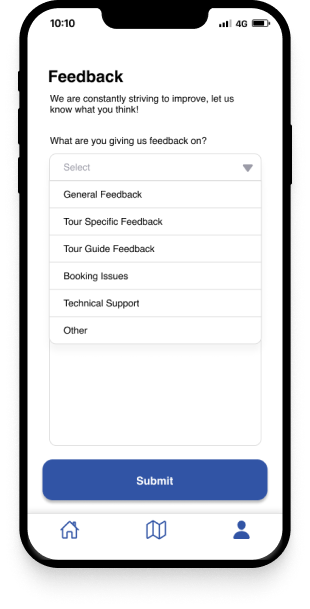 10:10
4G
Feedback
We are constantly striving to improve, let us
know what you think!
What are you giving us feedback on?
Select
General Feedback
Tour Specific Feedback
Tour Guide Feedback
Booking Issues
Technical Support
Other
Submit